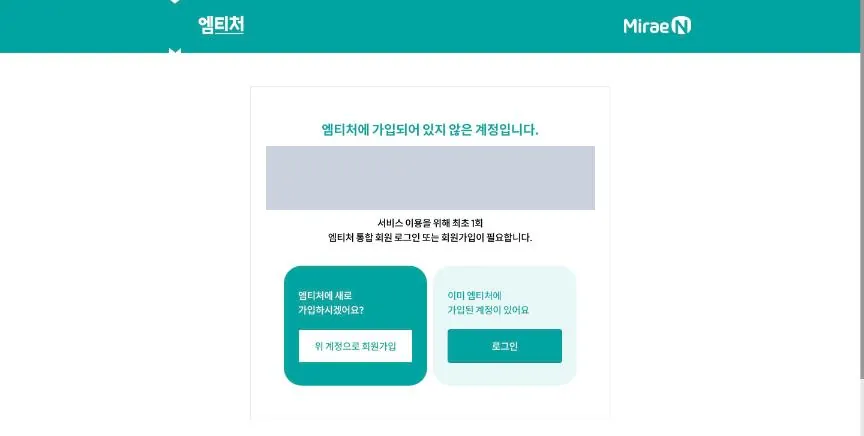 엠티처
Mirae N
엠티처에 가입되어 있지 않은 계정입니다.
서비스 이용을 위해 최초 1회
엠티처 통합 회원 로그인 또는 회원가입이 필요합니다.
엠티처에 새로
가입하시겠어요?
위 계정으로 회원가입
이미 엠티처에
가입된 계정이 있어요
로그인